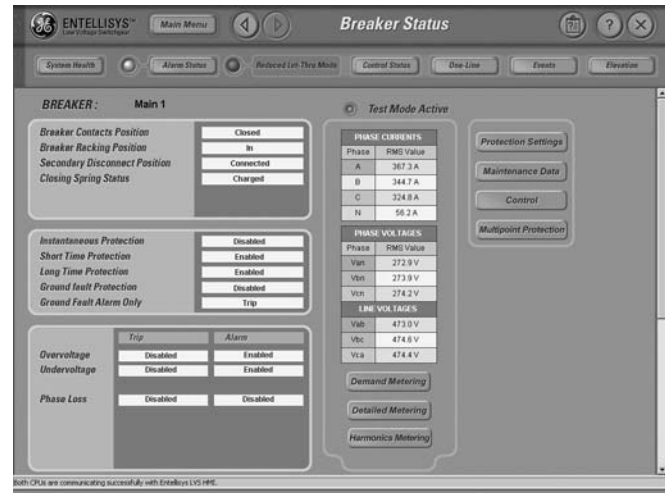 ENTELLISYS™
Low Voltage Switchgear
Main Menu
Breaker Status
?
System Health
Alarm Status
Reduced Let-Thru Mode
Control Status
One-Line
Events
Elevation
BREAKER: Main 1
Test Mode Active
Breaker Contacts Position Closed
Breaker Racking Position In
Secondary Disconnect Position Connected
Closing Spring Status Charged
Instantaneous Protection Disabled
Short Time Protection Enabled
Long Time Protection Enabled
Ground fault Protection Disabled
Ground Fault Alarm Only Trip
Trip Alarm
Overvoltage Disabled Enabled
Undervoltage Disabled Enabled
Phase Loss Disabled Disabled
PHASE CURRENTS
Phase RMS Value
A 367.3 A
B 344.7 A
C 324.8 A
N 56.2 A
PHASE VOLTAGES
Phase RMS Value
Van 272.9 V
Vbn 273.9 V
Vcn 274.2 V
LINE VOLTAGES
Vab 473.0 V
Vbc 474.6 V
Vca 474.4 V
Demand Metering
Detailed Metering
Harmonics Metering
Protection Settings
Maintenance Data
Control
Multipoint Protection
Both CPUs are communicating successfully with Entellisys LVS HMI.